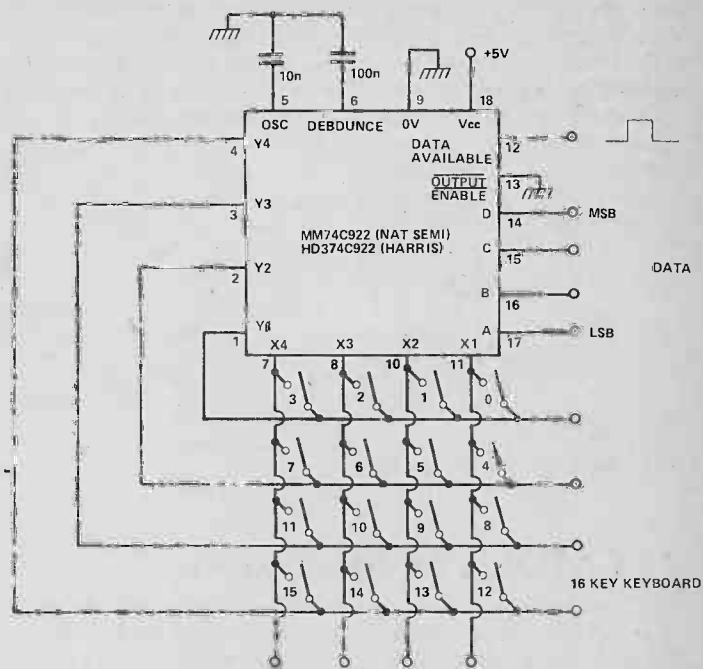 10n
100n
+5V
5
6
9
18
OSC
DEBDUNCE
0V
Vcc
4
Y4
DATA
AVAILABLE
12
OUTPUT
ENABLE
13
3
Y3
D
14
MSB
MM74C922 (NAT SEMI)
HD374C922 (HARRIS)
C
15
DATA
2
Y2
B
16
1
A
17
LSB
X4
X3
X2
X1
7
8
10
11
3
2
1
0
7
6
5
4
11
10
9
8
15
14
13
12
16 KEY KEYBOARD